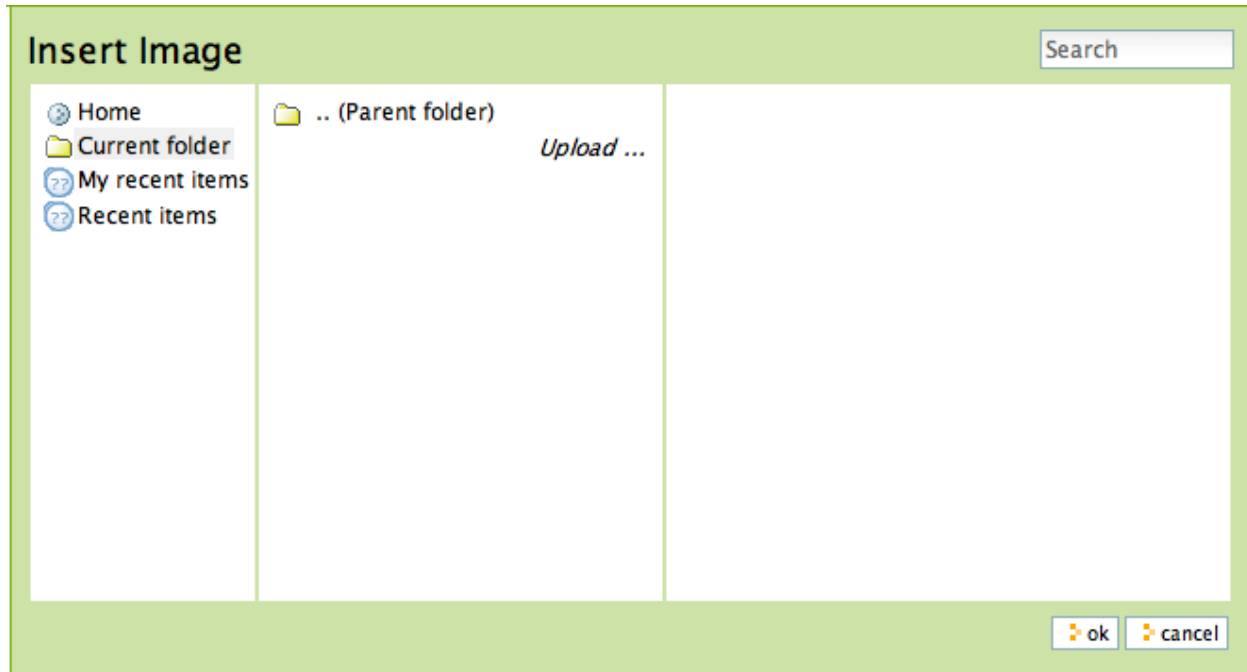 Insert Image
Search
Home
Current folder
My recent items
Recent items
.. (Parent folder)
Upload ...
ok
cancel